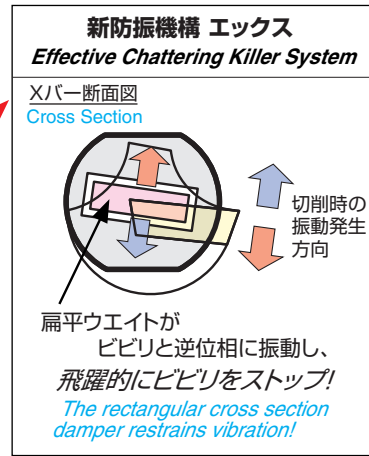 新防振機構 エックス
Effective Chattering Killer System
Xバー断面図
Cross Section
切削時の
振動発生
方向
扁平ウエイトが
ビビリと逆位相に振動し、
飛躍的にビビリをストップ!
The rectangular cross section
damper restrains vibration!